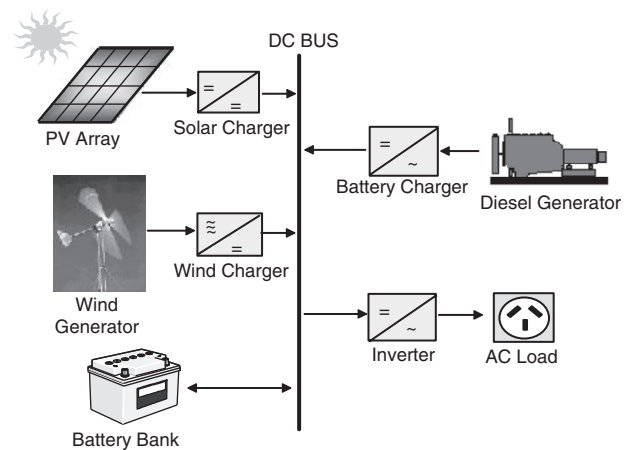 DC BUS
=
=
PV Array
Solar Charger
=
~
Battery Charger
Diesel Generator
≈
=
Wind Charger
Wind
Generator
=
~
Inverter
AC Load
Battery Bank